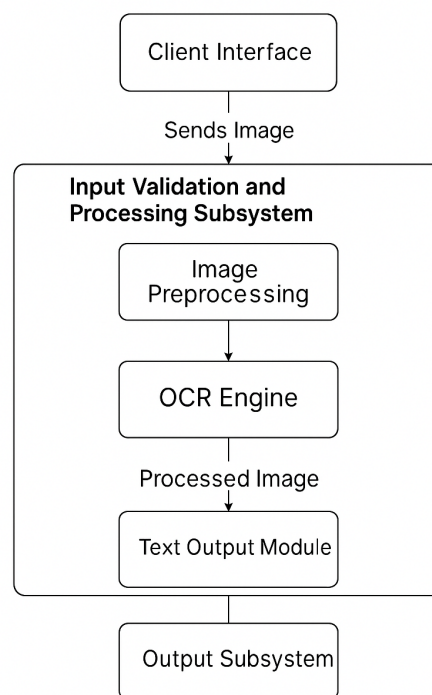 Client Interface
Sends Image
Input Validation and
Processing Subsystem
Image
Preprocessing
OCR Engine
Processed Image
Text Output Module
Output Subsystem